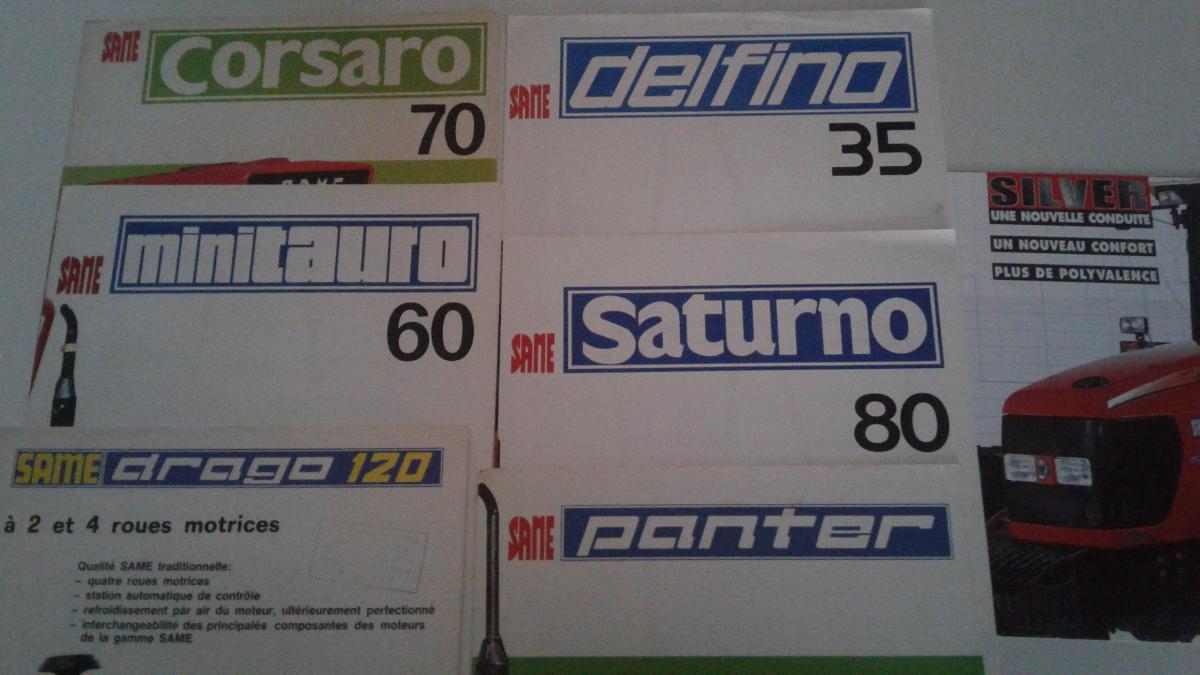 SAME Corsaro
70
SAME delfino
35
SAME minitauro
60
SAME Saturno
80
SILVER
UNE NOUVELLE CONDUITE
UN NOUVEAU CONFORT
PLUS DE POLYVALENCE
SAME drago 120
à 2 et 4 roues motrices
Qualité SAME traditionnelle:
– quatre roues motrices
– station automatique de contrôle
– refroidissement par air du moteur, ultérieurement perfectionné
– interchangeabilité des principales composantes des moteurs
de la gamme SAME
SAME panter